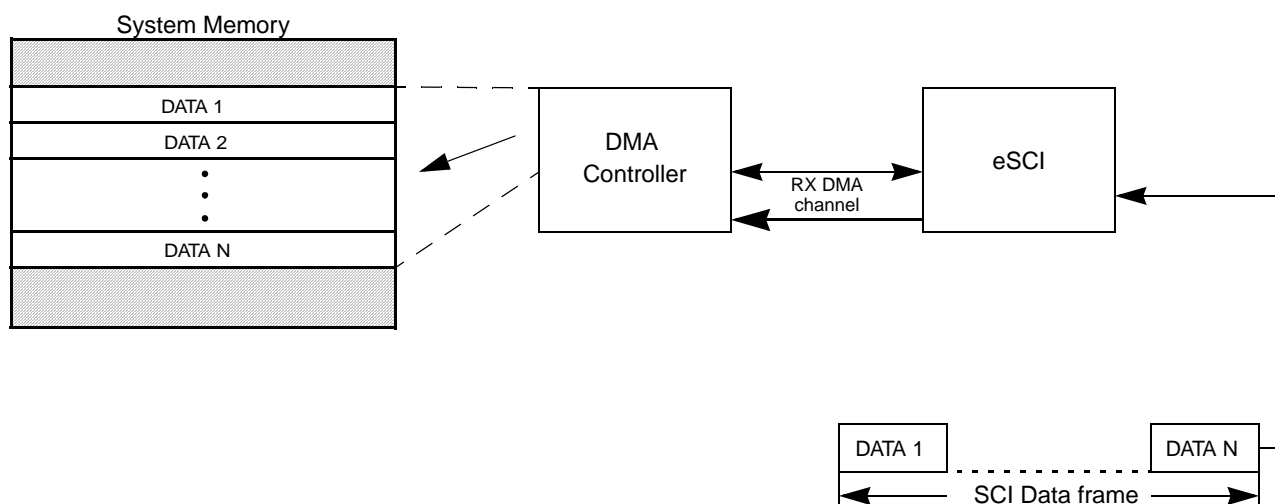 System Memory
DATA 1
DATA 2
DATA N
DMA
Controller
RX DMA
channel
eSCI
DATA 1
DATA N
SCI Data frame